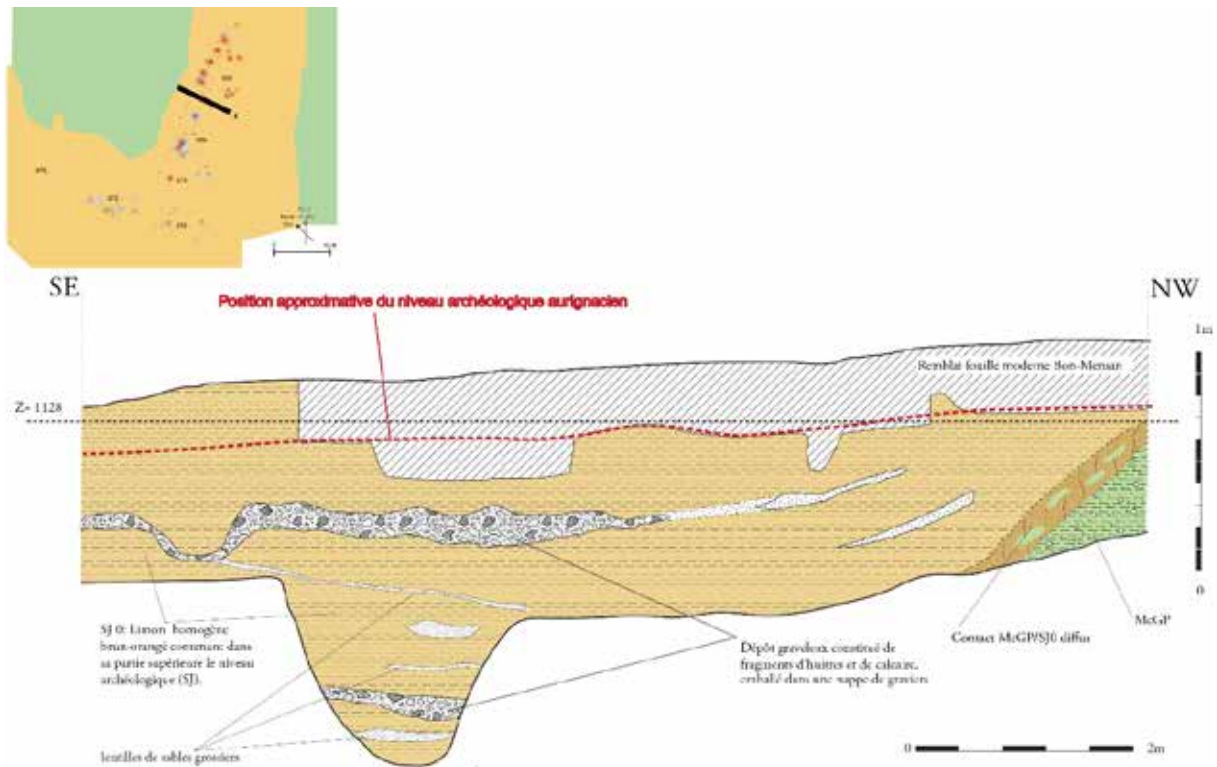 SE
NW
Position approximative du niveau archéologique aurignacien
1m
Remblai fouille moderne Bon-Mensan
Z= 1128
0
SJ 0: Limon homogène
brun-orangé contenant dans
sa partie supérieure le niveau
archéologique (SJ).
Dépôt graveleux constitué de
fragments d'huitres et de calcaire,
emballé dans une nappe de graviers
Contact McGP/SJ0 diffus
McGP
lentilles de sables grossiers
0
2m